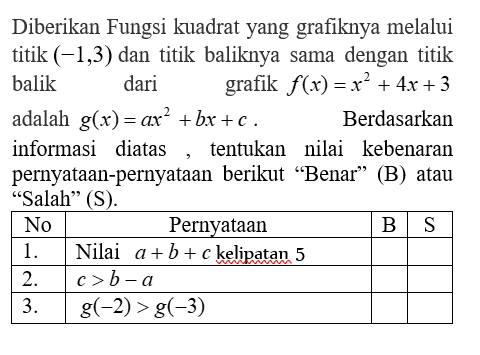 Diberikan Fungsi kuadrat yang grafiknya melalui
titik (−1,3) dan titik baliknya sama dengan titik
balik dari grafik f(x) = x² + 4x + 3
adalah g(x) = ax² + bx + c . Berdasarkan
informasi diatas , tentukan nilai kebenaran
pernyataan-pernyataan berikut “Benar” (B) atau
“Salah” (S).
No Pernyataan B S
1. Nilai a + b + c kelipatan 5
2. c > b − a
3. g(−2) > g(−3)